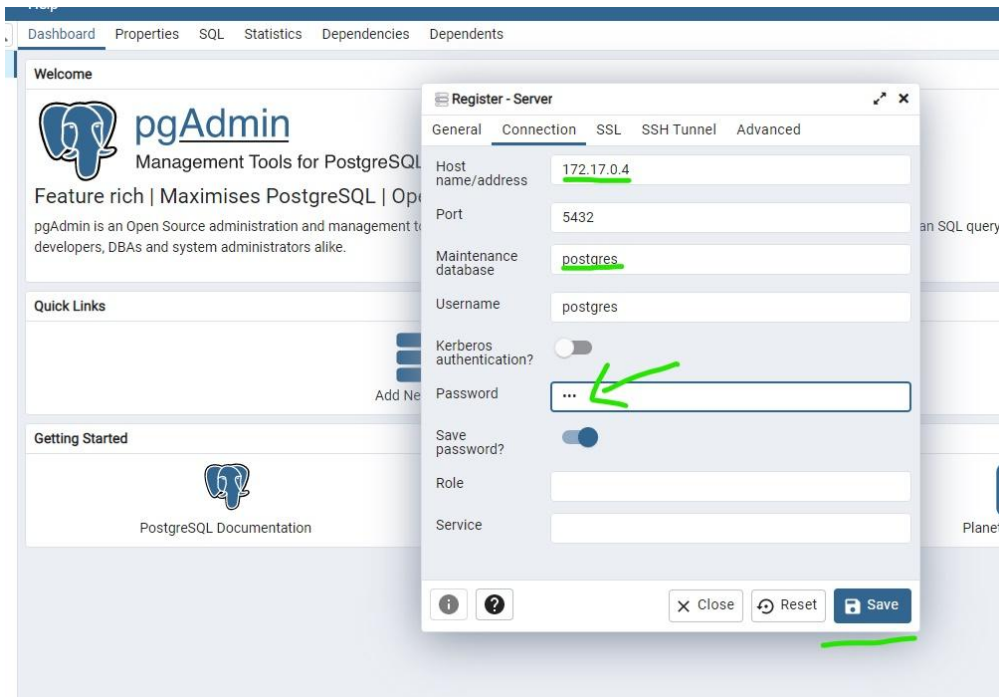 Dashboard Properties SQL Statistics Dependencies Dependents
Welcome
pgAdmin
Management Tools for PostgreSQL
Feature rich | Maximises PostgreSQL |
pgAdmin is an Open Source administration and management
an SQL query
developers, DBAs and system administrators alike.
Quick Links
Add
Getting Started
PostgreSQL Documentation
Register - Server
General Connection SSL SSH Tunnel Advanced
Host
name/address
172.17.0.4
Port
5432
Maintenance
database
postgres
Username
postgres
Kerberos
authentication?
Password
•••
Save
password?
Role
Service
i ?
Close Reset Save